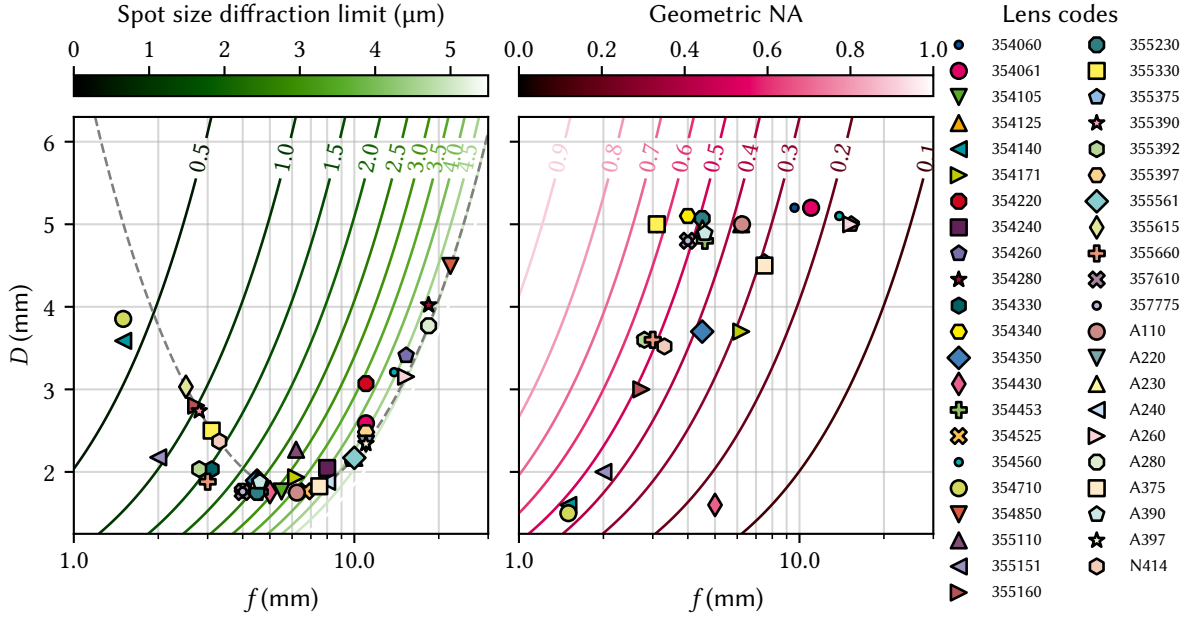 Spot size diffraction limit (μm)
0 1 2 3 4 5
Geometric NA
0.0 0.2 0.4 0.6 0.8 1.0
Lens codes
D (mm)
6
5
4
3
2
0.5 1.0 1.5 2.0 2.5 3.0 3.5 4.0 4.5
1.0 10.0
f (mm)
0.9 0.8 0.7 0.6 0.5 0.4 0.3 0.2 0.1
1.0 10.0
f (mm)
354060
354061
354105
354125
354140
354171
354220
354240
354260
354280
354330
354340
354350
354430
354453
354525
354560
354710
354850
355110
355151
355160
355230
355330
355375
355390
355392
355397
355561
355615
355660
357610
357775
A110
A220
A230
A240
A260
A280
A375
A390
A397
N414